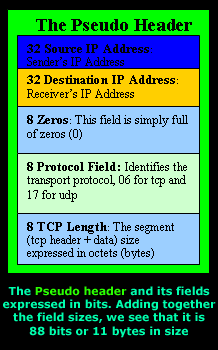 The Pseudo Header
32 Source IP Address
Sender's IP Address
32 Destination IP Address:
Receiver's IP Address
8 Zeros: This field is simply full
of zeros (0)
8 Protocol Field: Identifies the
transport protocol, 06 for tcp and
17 for udp
8 TCP Length: The segment
(tcp header + data) size
expressed in octets (bytes)
The Pseudo header and its fields
expressed in bits. Adding together
the field sizes, we see that it is
88 bits or 11 bytes in size